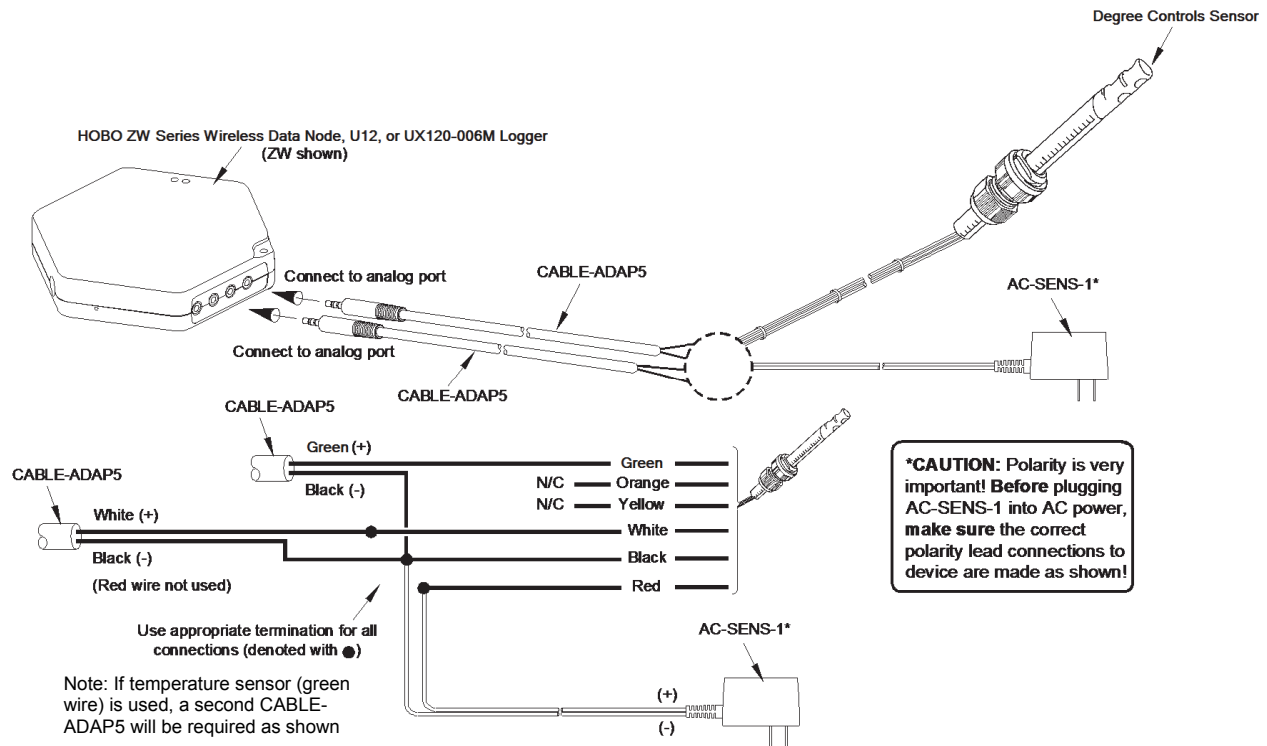 Degree Controls Sensor
HOBO ZW Series Wireless Data Node, U12, or UX120-006M Logger
(ZW shown)
Connect to analog port
CABLE-ADAP5
AC-SENS-1*
Connect to analog port
CABLE-ADAP5
CABLE-ADAP5
Green (+)
Green
CABLE-ADAP5
N/C
Orange
Black (-)
N/C
Yellow
White (+)
White
Black (-)
Black
(Red wire not used)
Red
*CAUTION: Polarity is very
important! Before plugging
AC-SENS-1 into AC power,
make sure the correct
polarity lead connections to
device are made as shown!
Use appropriate termination for all
connections (denoted with ●)
AC-SENS-1*
Note: If temperature sensor (green
wire) is used, a second CABLE-
ADAP5 will be required as shown
(+)
(-)